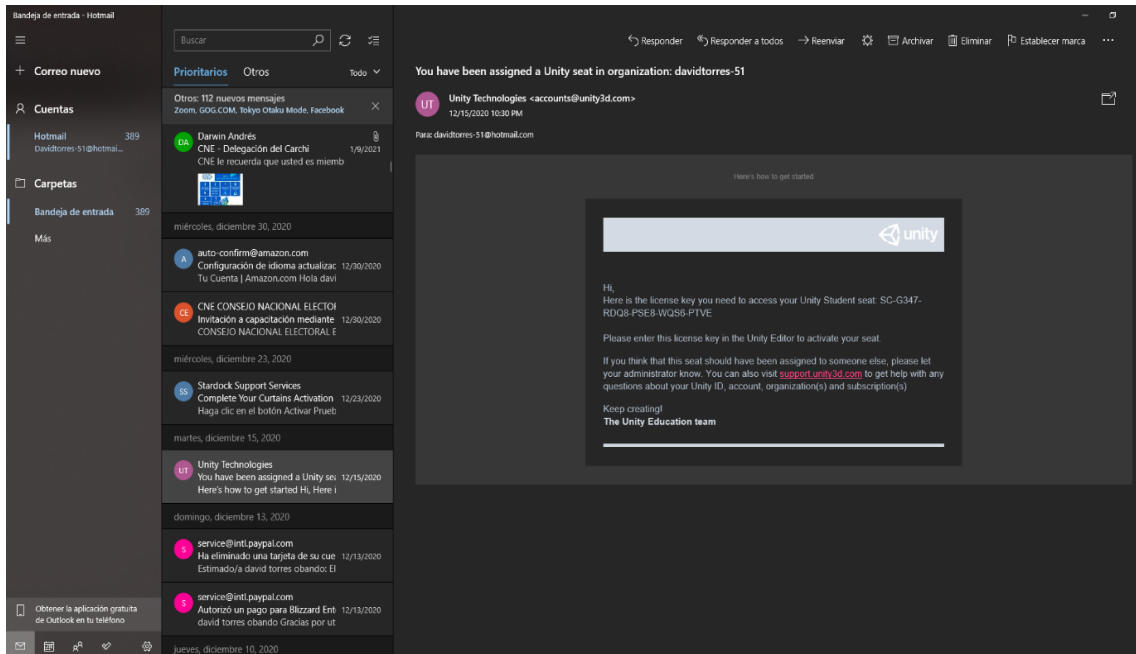 Bandeja de entrada - Hotmail
Correo nuevo
Cuentas
Hotmail 389
Davidtorres-51@hotmai...
Carpetas
Bandeja de entrada 389
Más
Obtener la aplicación gratuita
de Outlook en tu teléfono
Buscar
Prioritarios Otros Todo
Otros: 112 nuevos mensajes
Zoom, GOG.COM, Tokyo Otaku Mode, Facebook
DA
Darwin Andrés
CNE - Delegación del Carchi 1/9/2021
CNE le recuerda que usted es miemb
miércoles, diciembre 30, 2020
A
auto-confirm@amazon.com
Configuración de idioma actualizac 12/30/2020
Tu Cuenta | Amazon.com Hola davi
CE
CNE CONSEJO NACIONAL ELECTOR
Invitación a capacitación mediante 12/30/2020
CONSEJO NACIONAL ELECTORAL E
miércoles, diciembre 23, 2020
SS
Stardock Support Services
Complete Your Curtains Activation 12/23/2020
Haga clic en el botón Activar Prueb
martes, diciembre 15, 2020
UT
Unity Technologies
You have been assigned a Unity sea 12/15/2020
Here's how to get started Hi, Here i
domingo, diciembre 13, 2020
S
service@intl.paypal.com
Ha eliminado una tarjeta de su cue 12/13/2020
Estimado/a david torres obando: El
S
service@intl.paypal.com
Autorizó un pago para Blizzard Ent 12/13/2020
david torres obando Gracias por ut
jueves, diciembre 10, 2020
Responder Responder a todos Reenviar Archivar Eliminar Establecer marca
You have been assigned a Unity seat in organization: davidtorres-51
UT
Unity Technologies <accounts@unity3d.com>
12/15/2020 10:30 PM
Para: davidtorres-51@hotmail.com
Here's how to get started
unity
Hi,
Here is the license key you need to access your Unity Student seat: SC-G347-
RDQ8-PSE8-WQS6-PTVE
Please enter this license key in the Unity Editor to activate your seat.
If you think that this seat should have been assigned to someone else, please let
your administrator know. You can also visit support.unity3d.com to get help with any
questions about your Unity ID, account, organization(s) and subscription(s)
Keep creating!
The Unity Education team